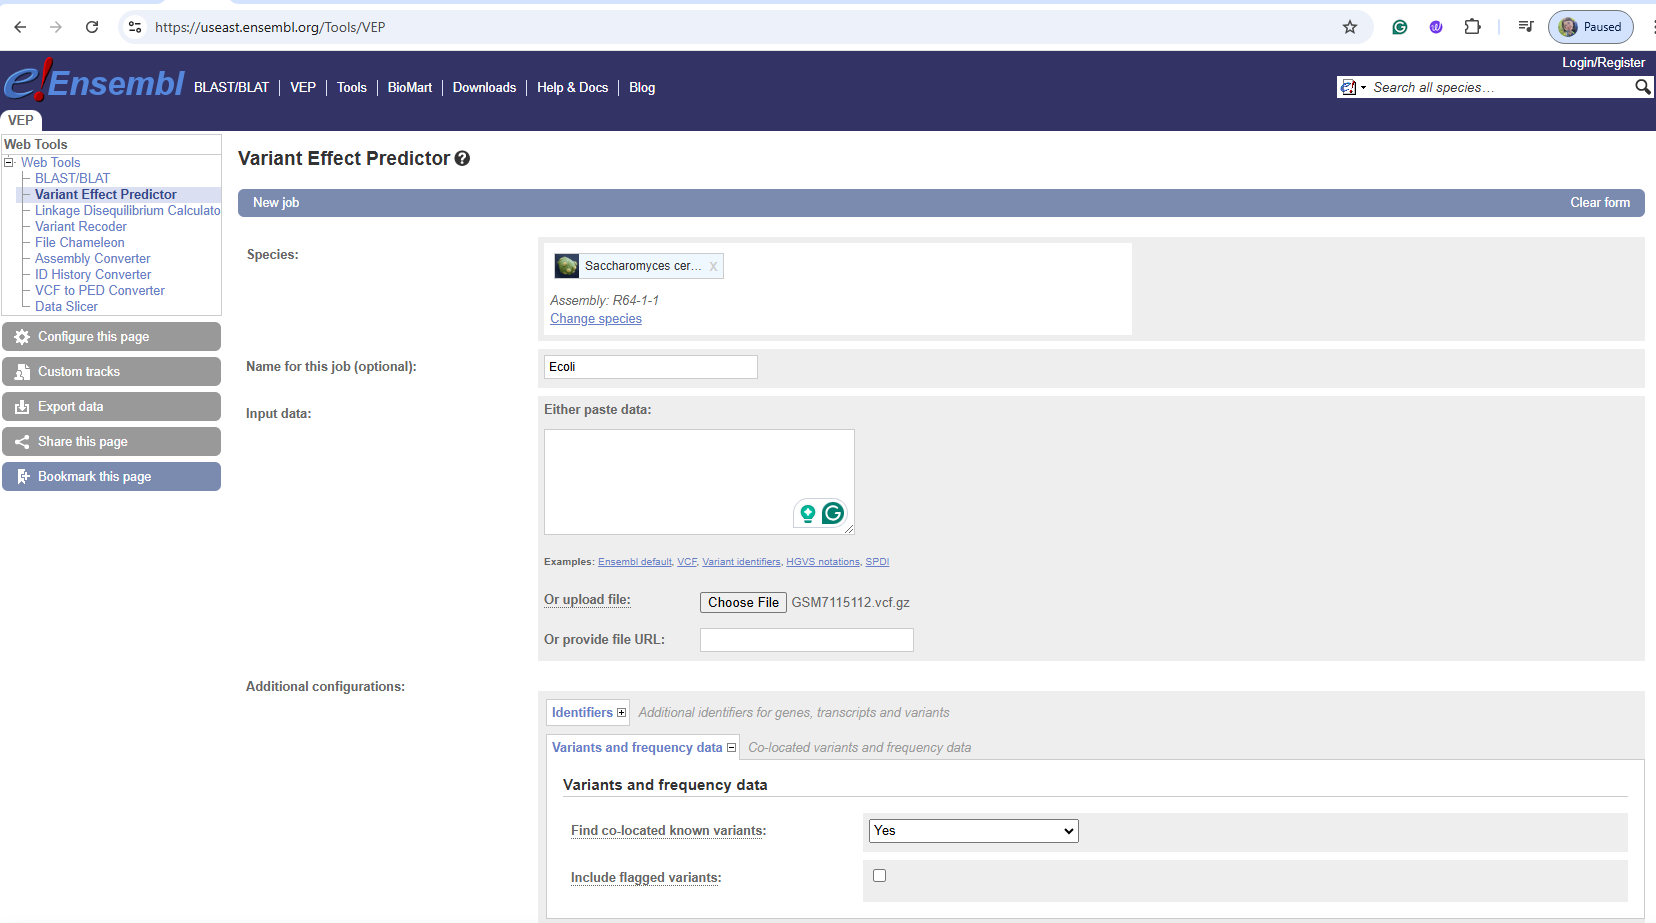 https://useast.ensembl.org/Tools/VEP
Paused
Login/Register
e!Ensembl
BLAST/BLAT
VEP
Tools
BioMart
Downloads
Help & Docs
Blog
e!
Search all species…
VEP
Web Tools
Web Tools
BLAST/BLAT
Variant Effect Predictor
Linkage Disequilibrium Calculato
Variant Recoder
File Chameleon
Assembly Converter
ID History Converter
VCF to PED Converter
Data Slicer
Configure this page
Custom tracks
Export data
Share this page
Bookmark this page
Variant Effect Predictor ?
New job
Clear form
Species:
Saccharomyces cer... x
Assembly: R64-1-1
Change species
Name for this job (optional):
Ecoli
Input data:
Either paste data:
Examples: Ensembl default, VCF, Variant identifiers, HGVS notations, SPDI
Or upload file:
Choose File GSM7115112.vcf.gz
Or provide file URL:
Additional configurations:
Identifiers
Additional identifiers for genes, transcripts and variants
Variants and frequency data
Co-located variants and frequency data
Variants and frequency data
Find co-located known variants:
Yes
Include flagged variants: